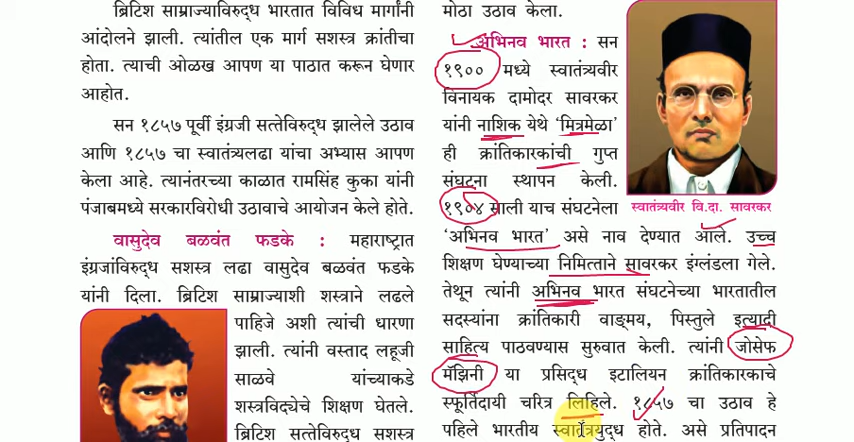 ब्रिटिश साम्राज्याविरुद्ध भारतात विविध मार्गांनी
आंदोलने झाली. त्यांतील एक मार्ग सशस्त्र क्रांतीचा
होता. त्याची ओळख आपण या पाठात करून घेणार
आहोत.
सन १८५७ पूर्वी इंग्रजी सत्तेविरुद्ध झालेले उठाव
आणि १८५७ चा स्वातंत्र्यलढा यांचा अभ्यास आपण
केला आहे. त्यानंतरच्या काळात रामसिंह कुका यांनी
पंजाबमध्ये सरकारविरोधी उठावाचे आयोजन केले होते.
वासुदेव बळवंत फडके : महाराष्ट्रात
इंग्रजांविरुद्ध सशस्त्र लढा वासुदेव बळवंत फडके
यांनी दिला. ब्रिटिश साम्राज्याशी शस्त्राने लढले
पाहिजे अशी त्यांची धारणा
झाली. त्यांनी वस्ताद लहूजी
साळवे यांच्याकडे
शस्त्रविद्येचे शिक्षण घेतले.
ब्रिटिश सत्तेविरुद्ध सशस्त्र
मोठा उठाव केला.
अभिनव भारत : सन
१९०० मध्ये स्वातंत्र्यवीर
विनायक दामोदर सावरकर
यांनी नाशिक येथे ‘मित्रमेळा’
ही क्रांतिकारकांची गुप्त
संघटना स्थापन केली.
१९०४ साली याच संघटनेला
स्वातंत्र्यवीर वि.दा. सावरकर
‘अभिनव भारत’ असे नाव देण्यात आले. उच्च
शिक्षण घेण्याच्या निमित्ताने सावरकर इंग्लंडला गेले.
तेथून त्यांनी अभिनव भारत संघटनेच्या भारतातील
सदस्यांना क्रांतिकारी वाङ्मय, पिस्तुले इत्यादी
साहित्य पाठवण्यास सुरुवात केली. त्यांनी जोसेफ
मॅझिनी या प्रसिद्ध इटालियन क्रांतिकारकाचे
स्फूर्तिदायी चरित्र लिहिले. १८५७ चा उठाव हे
पहिले भारतीय स्वातंत्र्ययुद्ध होते. असे प्रतिपादन